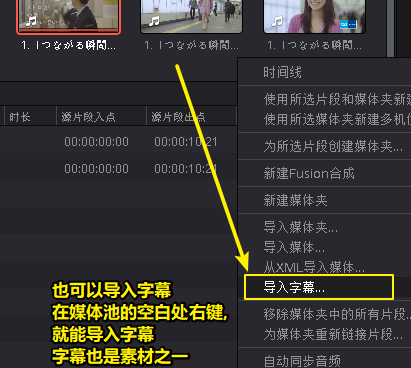 1. 1つながる瞬間...
1. 1つながる瞬間...
1. 1つながる瞬間...
时长
源片段入点
源片段出点
00:00:00:00
00:00:10:21
00:00:00:00
00:00:10:21
时间线
使用所选片段和媒体夹新建
使用所选媒体夹新建多机位
为所选片段创建媒体夹...
新建Fusion合成
新建媒体夹
导入媒体夹...
导入媒体...
从XML导入媒体...
导入字幕...
移除媒体夹中的所有片段...
为媒体夹重新链接片段...
自动同步音频
也可以导入字幕
在媒体池的空白处右键,
就能导入字幕
字幕也是素材之一